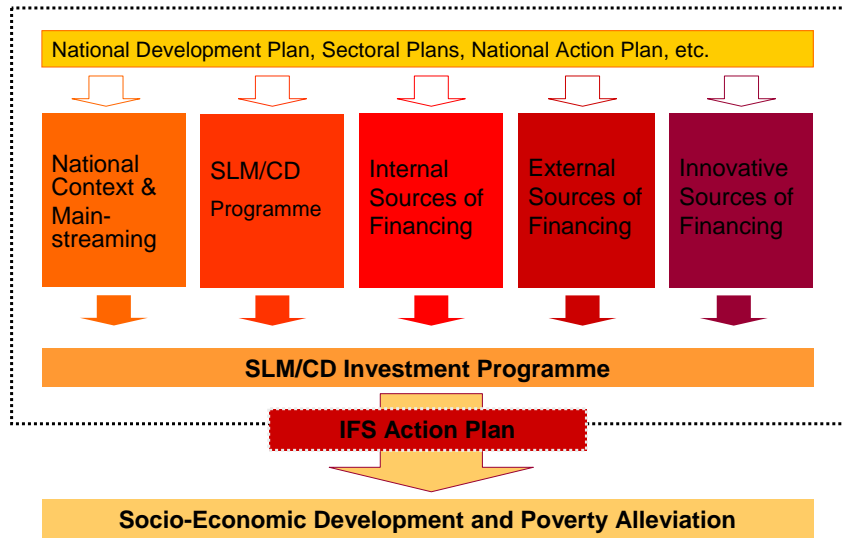 National Development Plan, Sectoral Plans, National Action Plan, etc.
National
Context &
Main-
streaming
SLM/CD
Programme
Internal
Sources of
Financing
External
Sources of
Financing
Innovative
Sources of
Financing
SLM/CD Investment Programme
IFS Action Plan
Socio-Economic Development and Poverty Alleviation